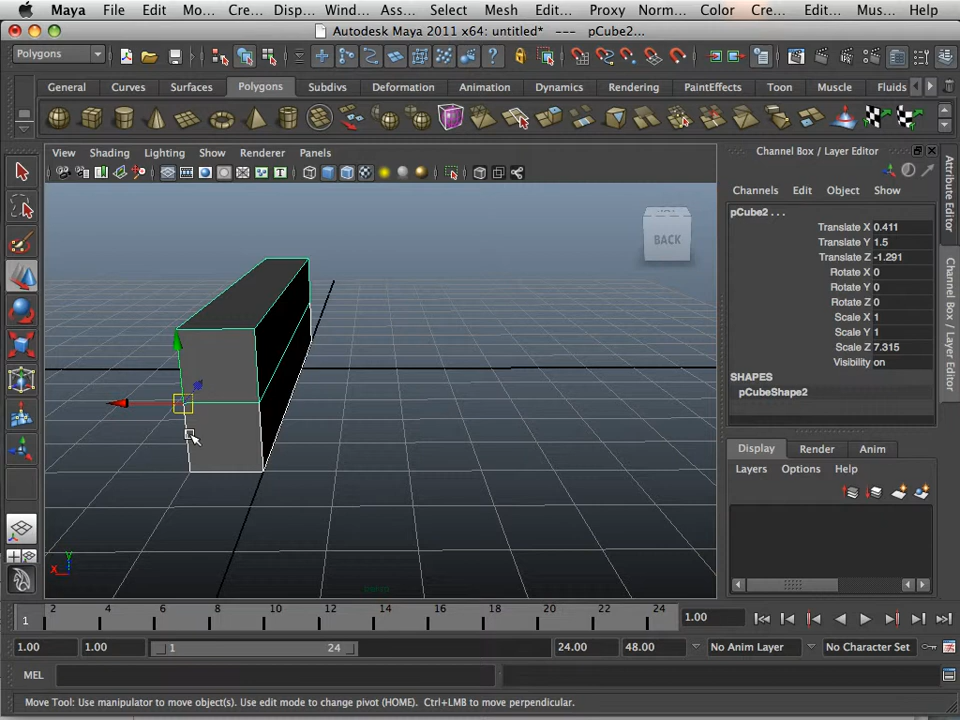 Maya File Edit Mo... Cre... Disp... Wind... Ass... Select Mesh Edit... Proxy Norm... Color Cre... Edit... Mus... Help
Autodesk Maya 2011 x64: untitled* --- pCube2...
Polygons
General Curves Surfaces Polygons Subdivs Deformation Animation Dynamics Rendering PaintEffects Toon Muscle Fluids
View Shading Lighting Show Renderer Panels
Channel Box / Layer Editor
Channels Edit Object Show
pCube2 . . .
Translate X 0.411
Translate Y 1.5
Translate Z -1.291
Rotate X 0
Rotate Y 0
Rotate Z 0
Scale X 1
Scale Y 1
Scale Z 7.315
Visibility on
SHAPES
pCubeShape2
Attribute Editor
Channel Box / Layer Editor
BACK
Display Render Anim
Layers Options Help
Y
X
persp
1 2 4 6 8 10 12 14 16 18 20 22 24 1.00
1.00 1.00 1 24 24.00 48.00 No Anim Layer No Character Set
MEL
Move Tool: Use manipulator to move object(s). Use edit mode to change pivot (HOME). Ctrl+LMB to move perpendicular.